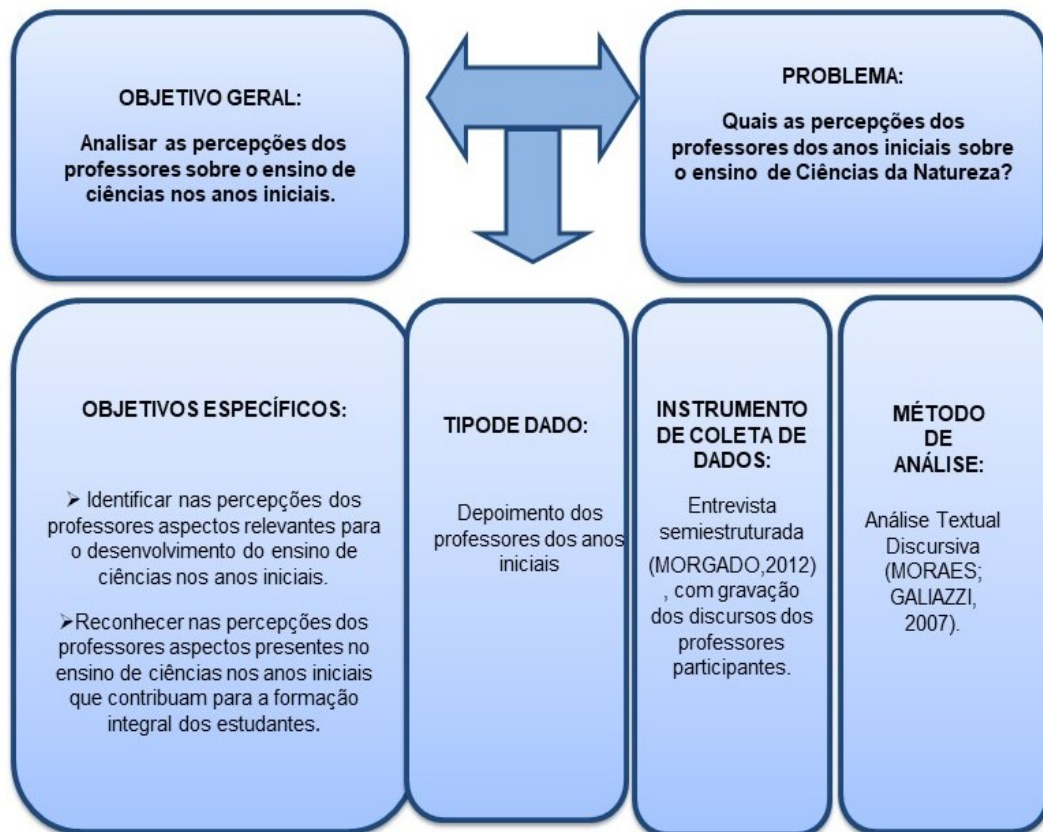 OBJETIVO GERAL:
Analisar as percepções dos
professores sobre o ensino de
ciências nos anos iniciais.
PROBLEMA:
Quais as percepções dos
professores dos anos iniciais sobre
o ensino de Ciências da Natureza?
OBJETIVOS ESPECÍFICOS:
➢ Identificar nas percepções dos
professores aspectos relevantes para
o desenvolvimento do ensino de
ciências nos anos iniciais.
➢Reconhecer nas percepções dos
professores aspectos presentes no
ensino de ciências nos anos iniciais
que contribuam para a formação
integral dos estudantes.
TIPODE DADO:
Depoimento dos
professores dos anos
iniciais
INSTRUMENTO
DE COLETA DE
DADOS:
Entrevista
semiestruturada
(MORGADO,2012)
, com gravação
dos discursos dos
professores
participantes.
MÉTODO
DE
ANÁLISE:
Análise Textual
Discursiva
(MORAES;
GALIAZZI,
2007).